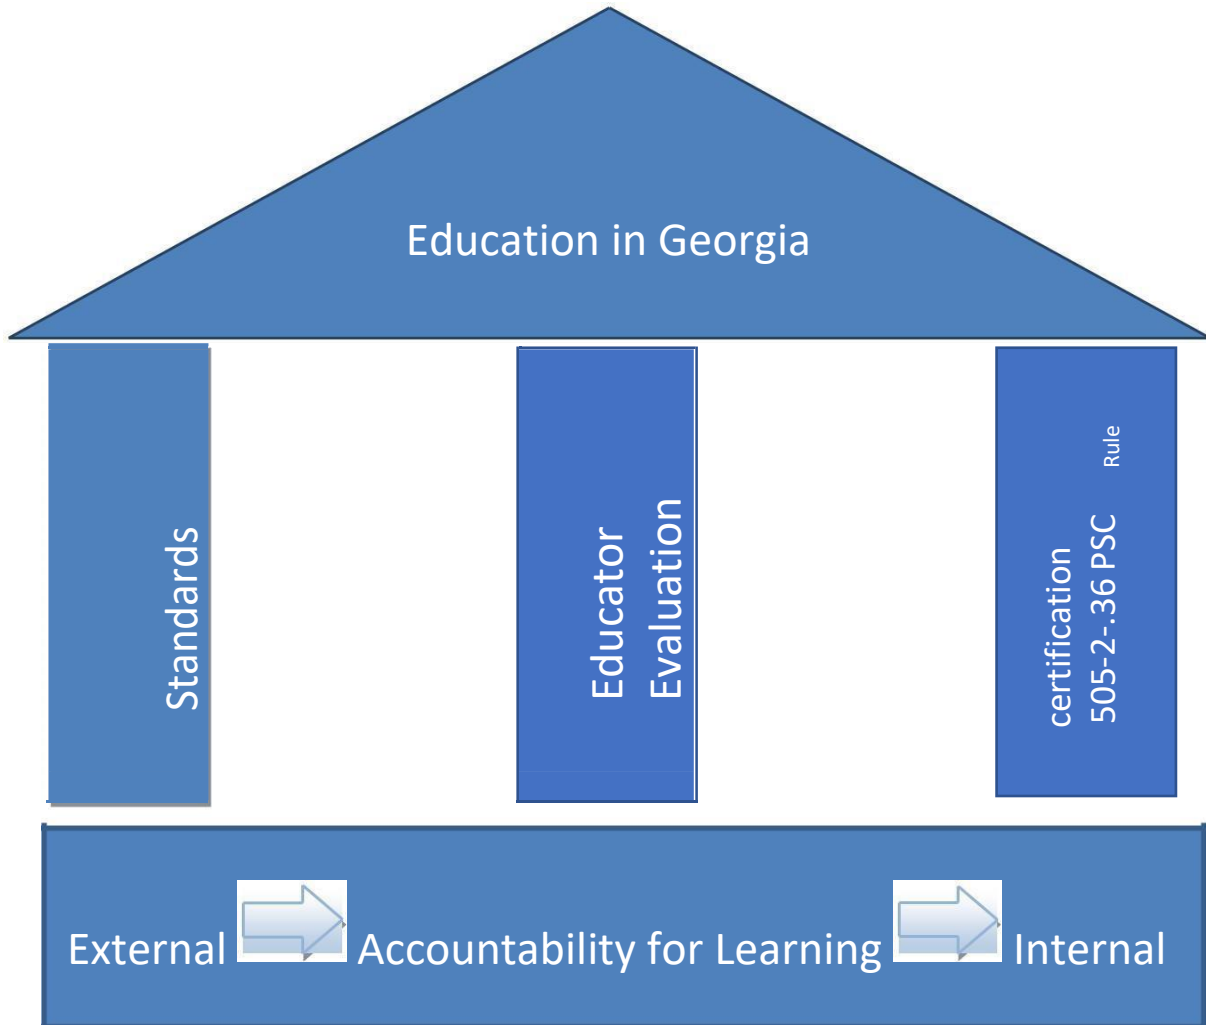 Education in Georgia
Standards
Educator
Evaluation
certification
505-2-.36 PSC Rule
External Accountability for Learning Internal